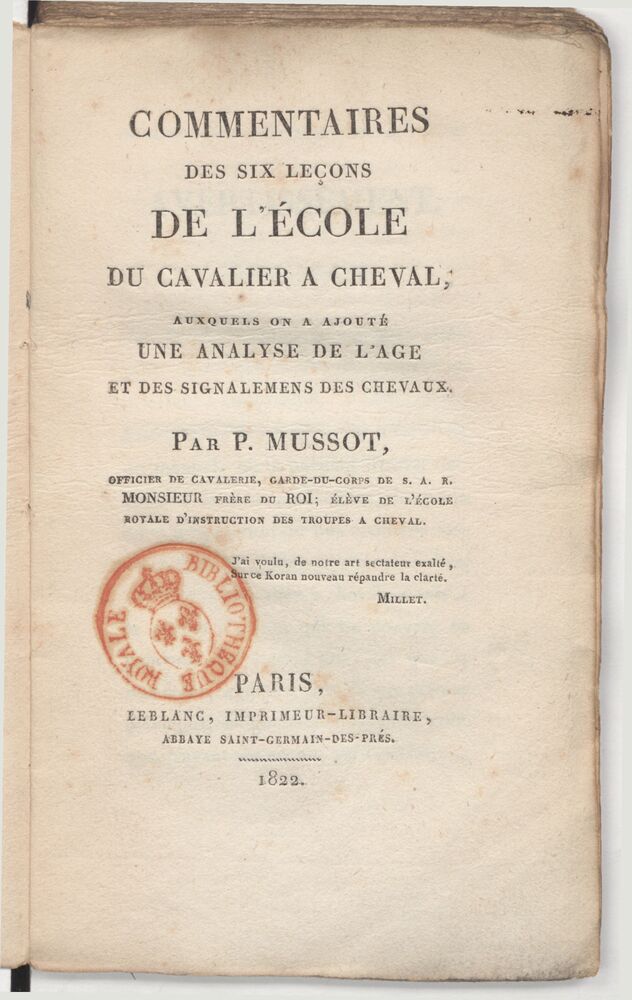 COMMENTAIRES
DES SIX LEÇONS
DE L'ÉCOLE
DU CAVALIER A CHEVAL,
AUXQUELS ON A AJOUTÉ
UNE ANALYSE DE L'AGE
ET DES SIGNALEMENS DES CHEVAUX.
PAR P. MUSSOT,
OFFICIER DE CAVALERIE, GARDE-DU-CORPS DE S. A. R.
MONSIEUR FRÈRE DU ROI; ÉLÈVE DE L'ÉCOLE
ROYALE D'INSTRUCTION DES TROUPES A CHEVAL.
J'ai voulu, de notre art sectateur exalté,
Sur ce Koran nouveau répandre la clarté.
MILLET.
BIBLIOTHEQUE ROYALE
PARIS,
LEBLANC, IMPRIMEUR-LIBRAIRE,
ABBAYE SAINT-GERMAIN-DES-PRÉS.
1822.